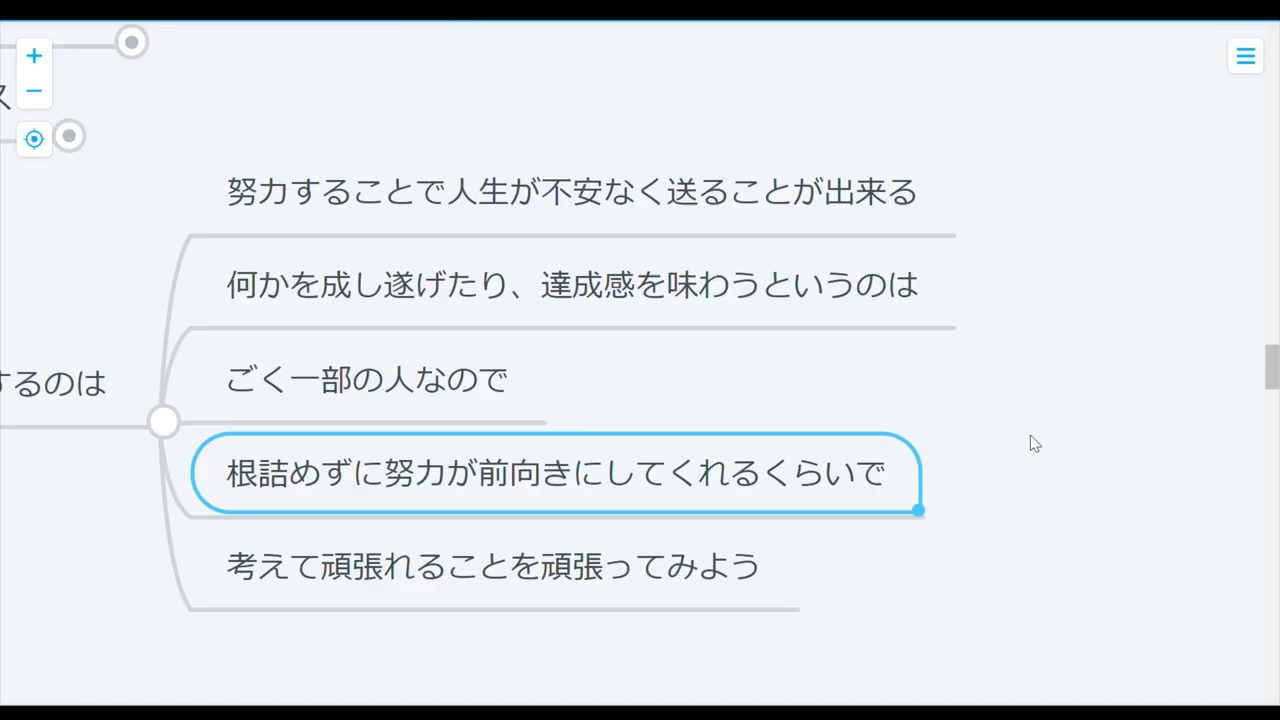 努力することで人生が不安なく送ることが出来る
何かを成し遂げたり、達成感を味わうというのは
ごく一部の人なので
するのは
根詰めずに努力が前向きにしてくれるくらいで
考えて頑張れることを頑張ってみよう